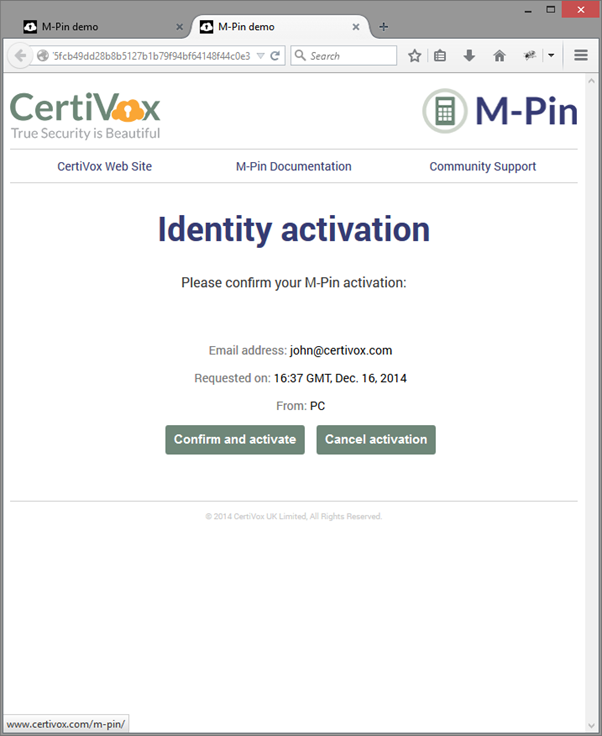 M-Pin demo
M-Pin demo
5fcb49dd28b8b5127b1b79f94bf64148f44c0e3
Search
CertiVox
True Security is Beautiful
M-Pin
CertiVox Web Site
M-Pin Documentation
Community Support
Identity activation
Please confirm your M-Pin activation:
Email address: john@certivox.com
Requested on: 16:37 GMT, Dec. 16, 2014
From: PC
Confirm and activate
Cancel activation
© 2014 CertiVox UK Limited, All Rights Reserved.
www.certivox.com/m-pin/